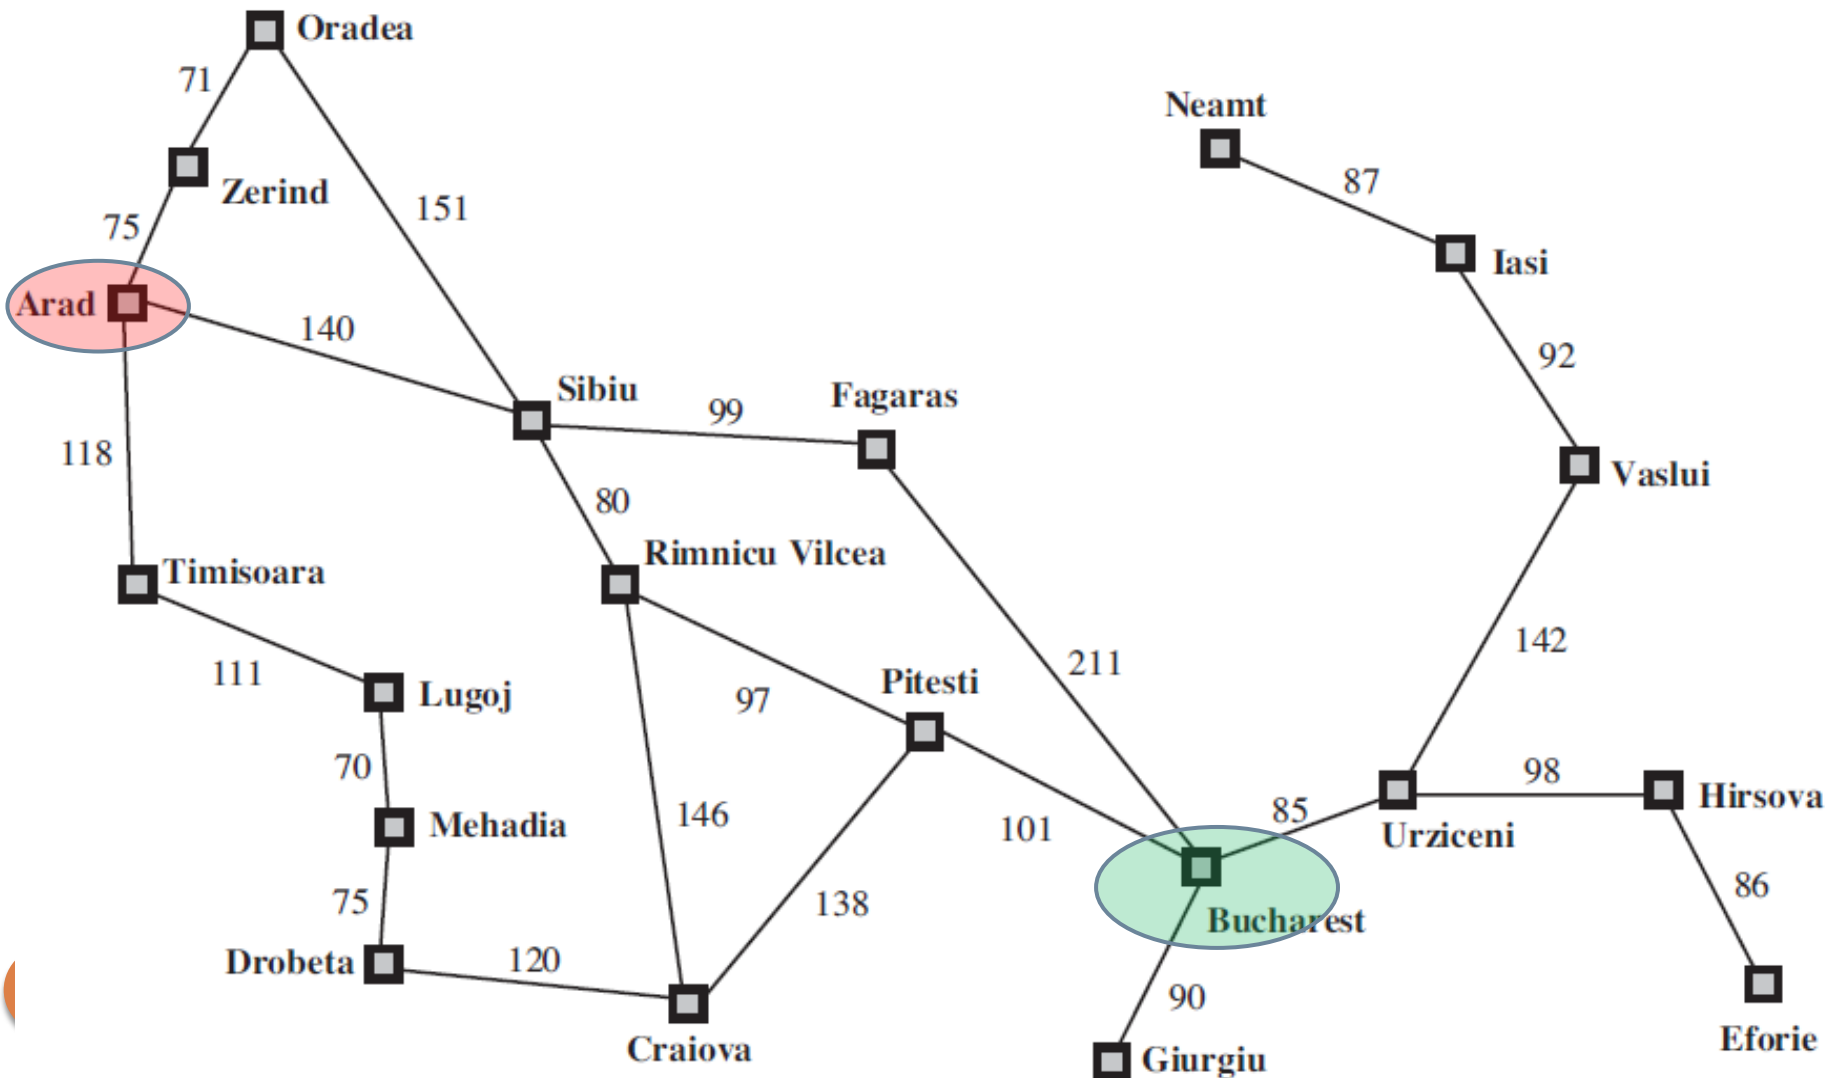 Oradea
71
Neamt
87
Zerind
151
75
Iasi
Arad
140
92
Sibiu
Fagaras
99
118
Vaslui
80
Rimnicu Vilcea
Timisoara
142
211
111
Pitesti
Lugoj
97
70
98
Hirsova
146
85
Mehadia
101
Urziceni
86
75
138
Bucharest
Drobeta
120
90
Eforie
Craiova
Giurgiu